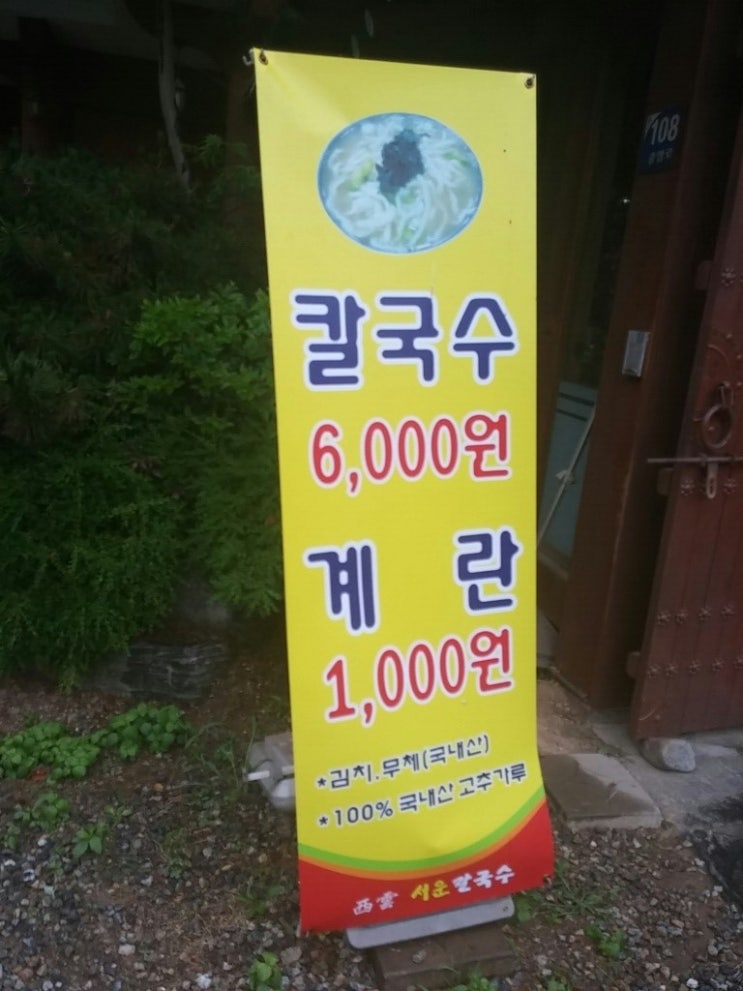 칼국수
6,000원
계 란
1,000원
*김치.무체(국내산)
*100% 국내산 고추가루
西雲 서운칼국수
108